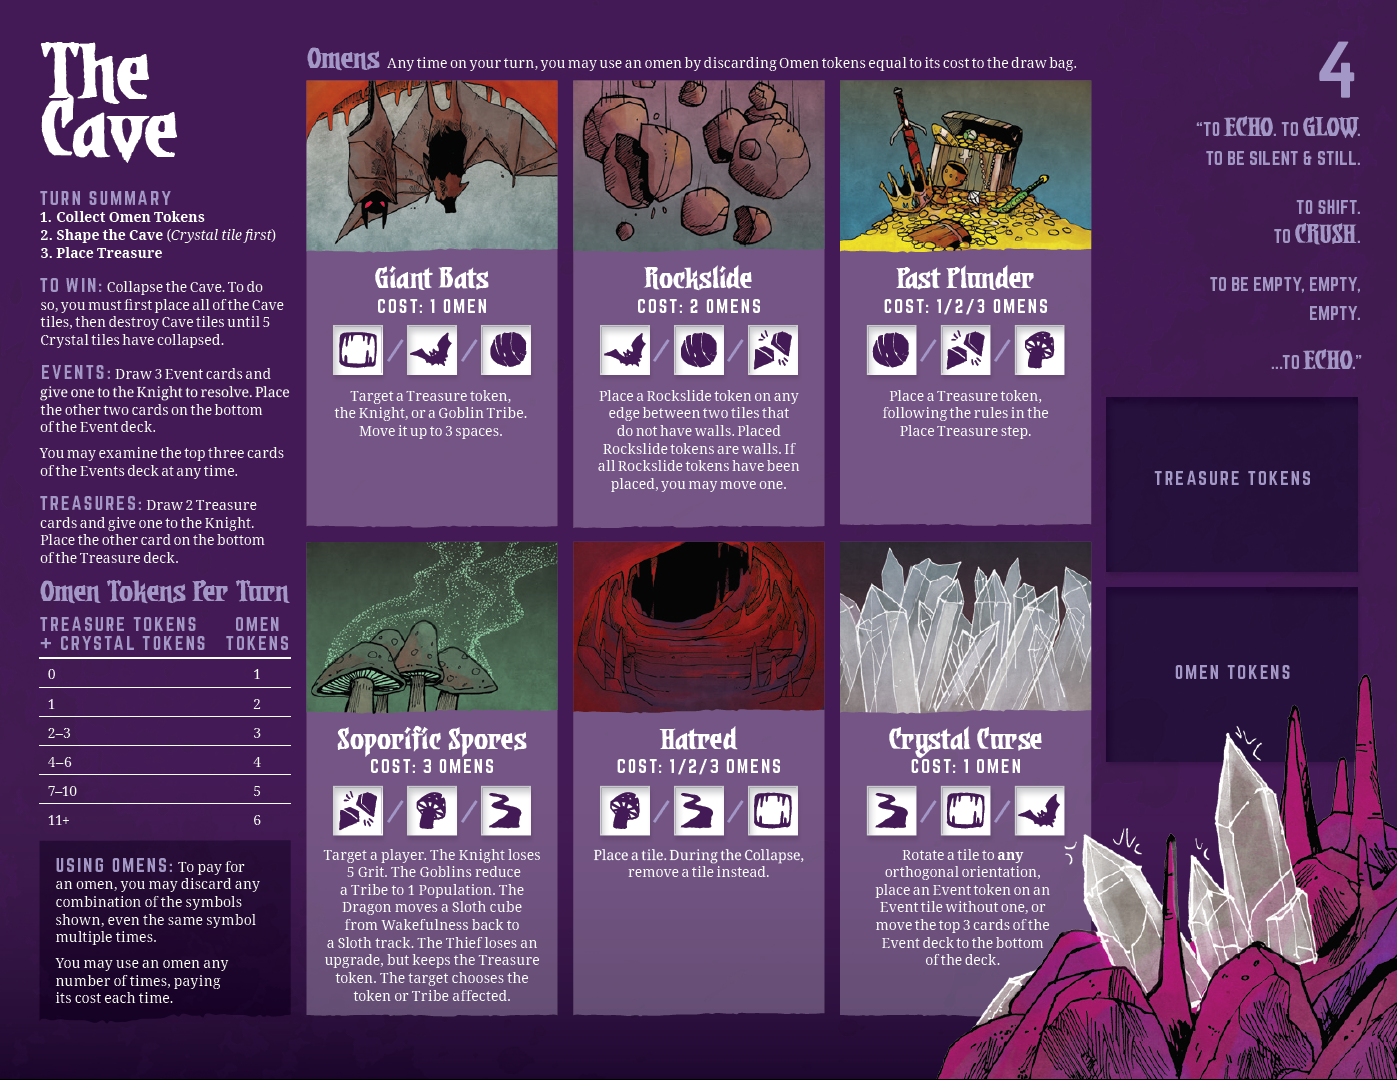 The
Cave
TURN SUMMARY
1. Collect Omen Tokens
2. Shape the Cave (Crystal tile first)
3. Place Treasure
TO WIN: Collapse the Cave. To do
so, you must first place all of the Cave
tiles, then destroy Cave tiles until 5
Crystal tiles have collapsed.
EVENTS: Draw 3 Event cards and
give one to the Knight to resolve. Place
the other two cards on the bottom
of the Event deck.
You may examine the top three cards
of the Events deck at any time.
TREASURES: Draw 2 Treasure
cards and give one to the Knight.
Place the other card on the bottom
of the Treasure deck.
Omen Tokens Per Turn
TREASURE TOKENS
+ CRYSTAL TOKENS
OMEN
TOKENS
0 1
1 2
2–3 3
4–6 4
7–10 5
11+ 6
USING OMENS: To pay for
an omen, you may discard any
combination of the symbols
shown, even the same symbol
multiple times.
You may use an omen any
number of times, paying
its cost each time.
Omens Any time on your turn, you may use an omen by discarding Omen tokens equal to its cost to the draw bag.
Giant Bats
COST: 1 OMEN
Target a Treasure token,
the Knight, or a Goblin Tribe.
Move it up to 3 spaces.
Rockslide
COST: 2 OMENS
Place a Rockslide token on any
edge between two tiles that
do not have walls. Placed
Rockslide tokens are walls. If
all Rockslide tokens have been
placed, you may move one.
Past Plunder
COST: 1/2/3 OMENS
Place a Treasure token,
following the rules in the
Place Treasure step.
Soporific Spores
COST: 3 OMENS
Target a player. The Knight loses
5 Grit. The Goblins reduce
a Tribe to 1 Population. The
Dragon moves a Sloth cube
from Wakefulness back to
a Sloth track. The Thief loses an
upgrade, but keeps the Treasure
token. The target chooses the
token or Tribe affected.
Hatred
COST: 1/2/3 OMENS
Place a tile. During the Collapse,
remove a tile instead.
Crystal Curse
COST: 1 OMEN
Rotate a tile to any
orthogonal orientation,
place an Event token on an
Event tile without one, or
move the top 3 cards of the
Event deck to the bottom
of the deck.
4
“TO ECHO. TO GLOW.
TO BE SILENT & STILL.
TO SHIFT.
TO CRUSH.
TO BE EMPTY, EMPTY,
EMPTY.
...TO ECHO.”
TREASURE TOKENS
OMEN TOKENS